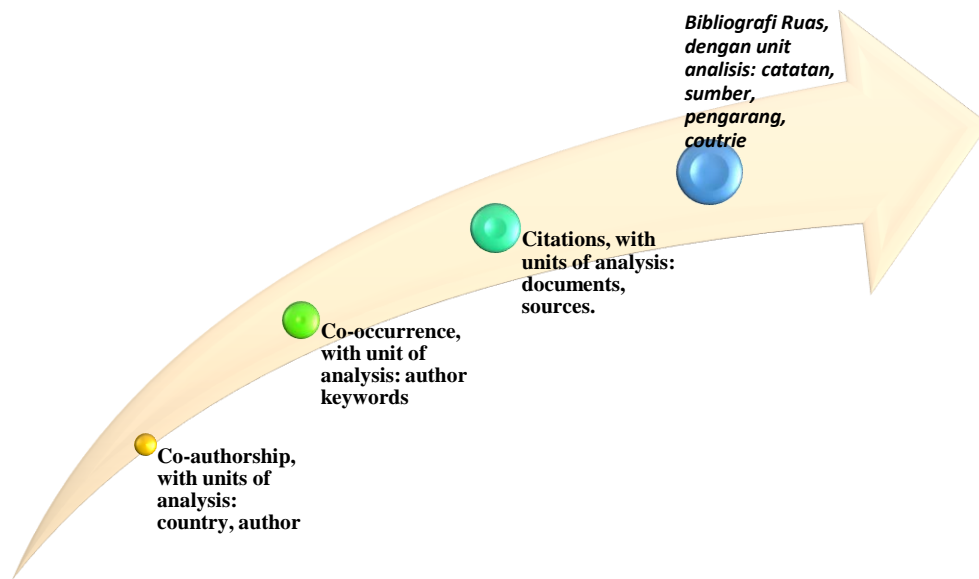 Bibliografi Ruas,
dengan unit
analisis: catatan,
sumber,
pengarang,
coutrie
Citations, with
units of analysis:
documents,
sources.
Co-occurrence,
with unit of
analysis: author
keywords
Co-authorship,
with units of
analysis:
country, author